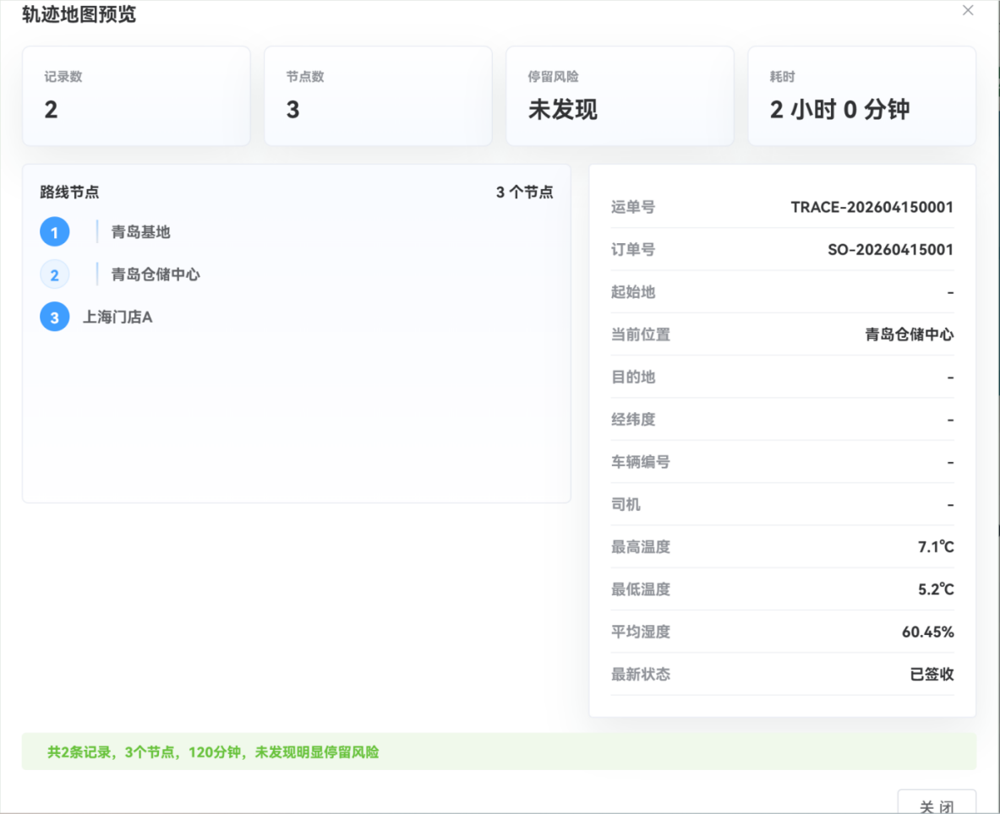 轨迹地图预览
记录数
2
节点数
3
停留风险
未发现
耗时
2 小时 0 分钟
路线节点 3 个节点
1 青岛基地
2 青岛仓储中心
3 上海门店A
运单号 TRACE-202604150001
订单号 SO-20260415001
起始地 -
当前位置 青岛仓储中心
目的地 -
经纬度 -
车辆编号 -
司机 -
最高温度 7.1℃
最低温度 5.2℃
平均湿度 60.45%
最新状态 已签收
共2条记录，3个节点，120分钟，未发现明显停留风险
关 闭